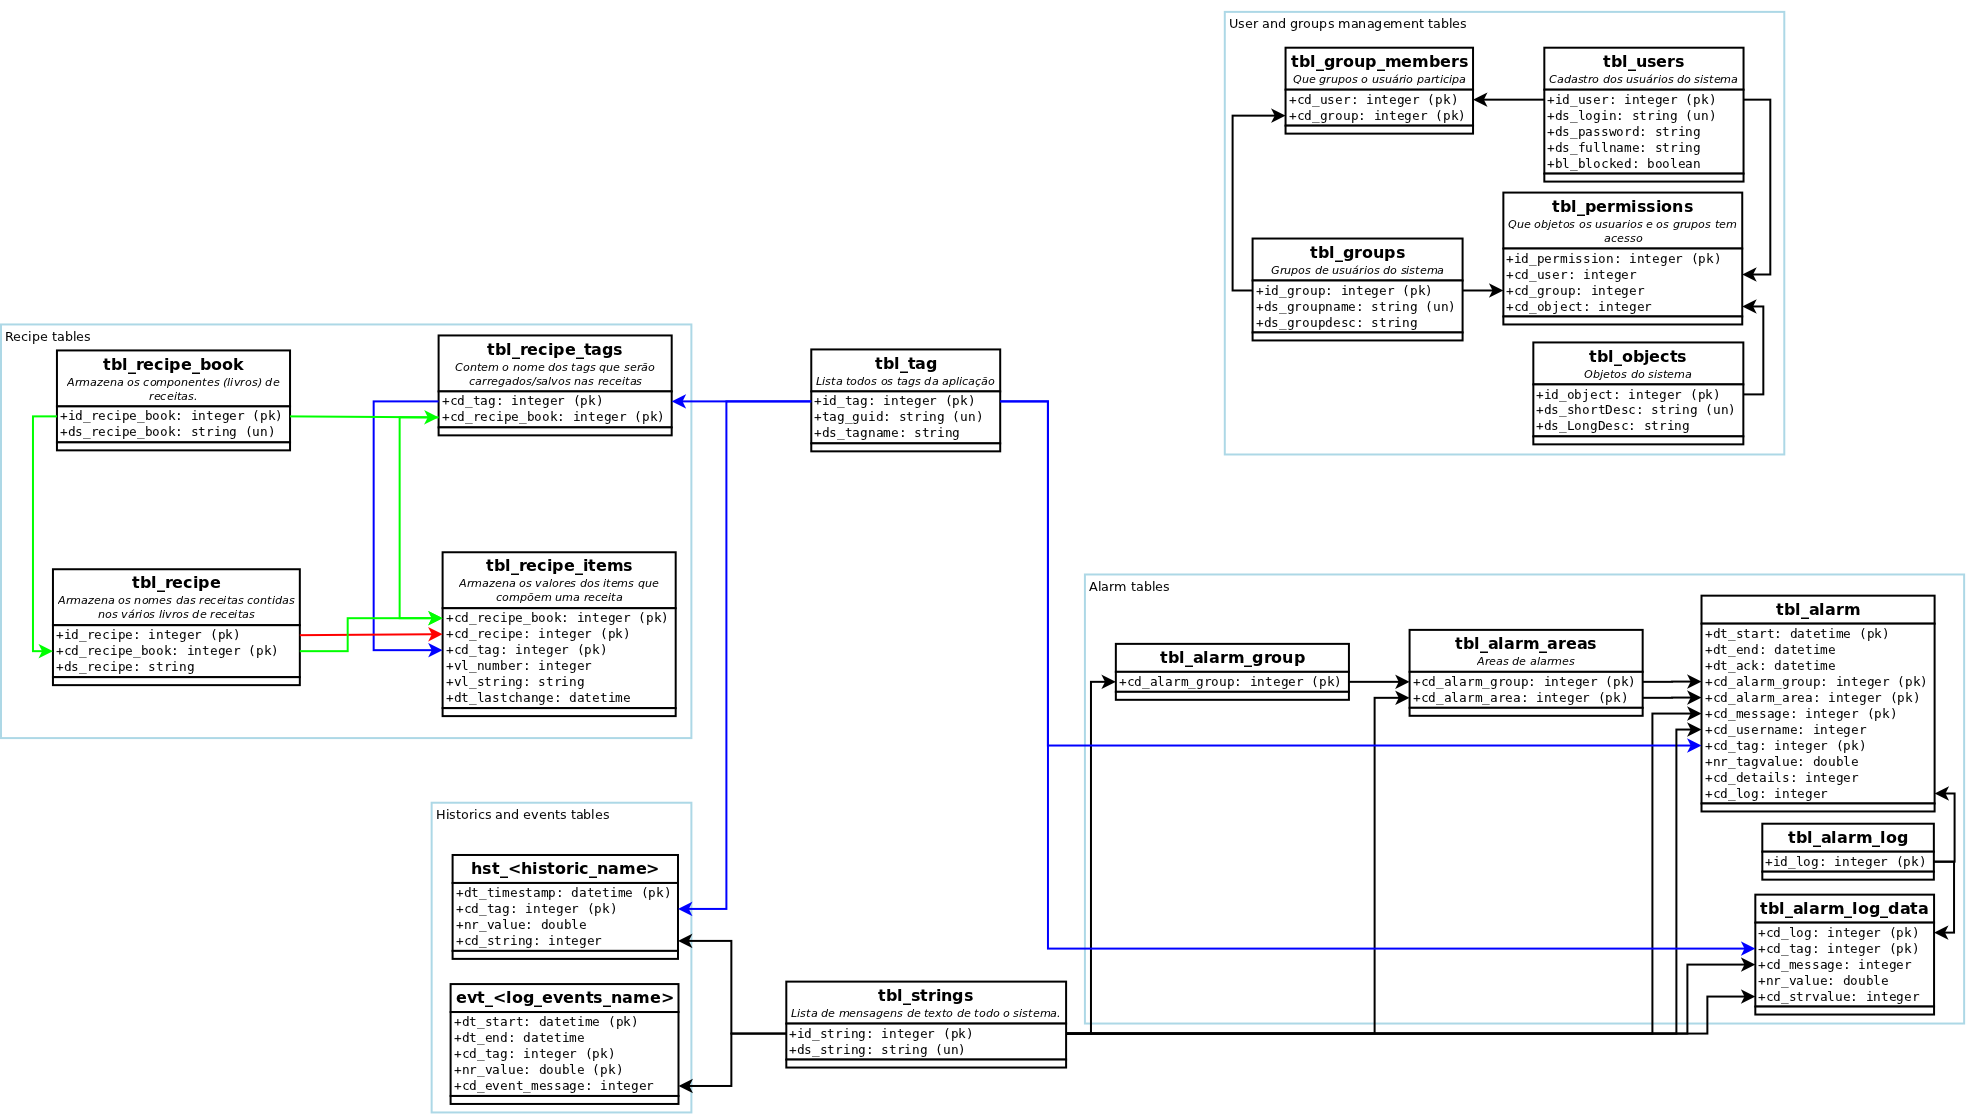 User and groups management tables
tbl_group_members
Que grupos o usuário participa
+cd_user: integer (pk)
+cd_group: integer (pk)
tbl_users
Cadastro dos usuários do sistema
+id_user: integer (pk)
+ds_login: string (un)
+ds_password: string
+ds_fullname: string
+bl_blocked: boolean
tbl_permissions
Que objetos os usuarios e os grupos tem
acesso
+id_permission: integer (pk)
+cd_user: integer
+cd_group: integer
+cd_object: integer
tbl_groups
Grupos de usuários do sistema
+id_group: integer (pk)
+ds_groupname: string (un)
+ds_groupdesc: string
tbl_objects
Objetos do sistema
+id_object: integer (pk)
+ds_shortDesc: string (un)
+ds_LongDesc: string
Recipe tables
tbl_recipe_book
Armazena os componentes (livros) de
receitas.
+id_recipe_book: integer (pk)
+ds_recipe_book: string (un)
tbl_recipe_tags
Contem o nome dos tags que serão
carregados/salvos nas receitas
+cd_tag: integer (pk)
+cd_recipe_book: integer (pk)
tbl_recipe
Armazena os nomes das receitas contidas
nos vários livros de receitas
+id_recipe: integer (pk)
+cd_recipe_book: integer (pk)
+ds_recipe: string
tbl_recipe_items
Armazena os valores dos items que
compõem uma receita
+cd_recipe_book: integer (pk)
+cd_recipe: integer (pk)
+cd_tag: integer (pk)
+vl_number: integer
+vl_string: string
+dt_lastchange: datetime
tbl_tag
Lista todos os tags da aplicação
+id_tag: integer (pk)
+tag_guid: string (un)
+ds_tagname: string
Alarm tables
tbl_alarm_group
+cd_alarm_group: integer (pk)
tbl_alarm_areas
Areas de alarmes
+cd_alarm_group: integer (pk)
+cd_alarm_area: integer (pk)
tbl_alarm
+dt_start: datetime (pk)
+dt_end: datetime
+dt_ack: datetime
+cd_alarm_group: integer (pk)
+cd_alarm_area: integer (pk)
+cd_message: integer (pk)
+cd_username: integer
+cd_tag: integer (pk)
+nr_tagvalue: double
+cd_details: integer
+cd_log: integer
tbl_alarm_log
+id_log: integer (pk)
tbl_alarm_log_data
+cd_log: integer (pk)
+cd_tag: integer (pk)
+cd_message: integer
+nr_value: double
+cd_strvalue: integer
Historics and events tables
hst_<historic_name>
+dt_timestamp: datetime (pk)
+cd_tag: integer (pk)
+nr_value: double
+cd_string: integer
evt_<log_events_name>
+dt_start: datetime (pk)
+dt_end: datetime
+cd_tag: integer (pk)
+nr_value: double (pk)
+cd_event_message: integer
tbl_strings
Lista de mensagens de texto de todo o sistema.
+id_string: integer (pk)
+ds_string: string (un)